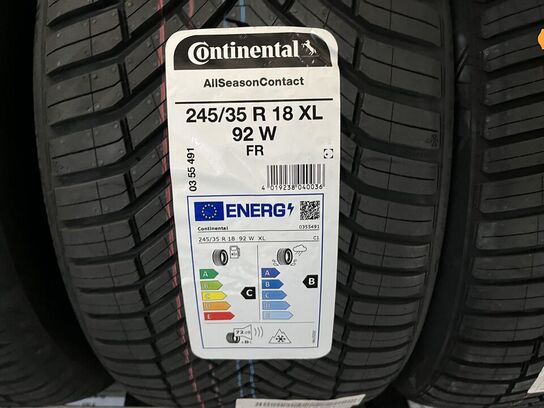 Continental
AllSeasonContact
245/35 R 18 XL
92 W
FR
03 55 491
4 019238 040036
ENERG
Continental 0355491
245/35 R 18 92 W XL C1
A A
B B B
C C C
D D
E E
72 dB